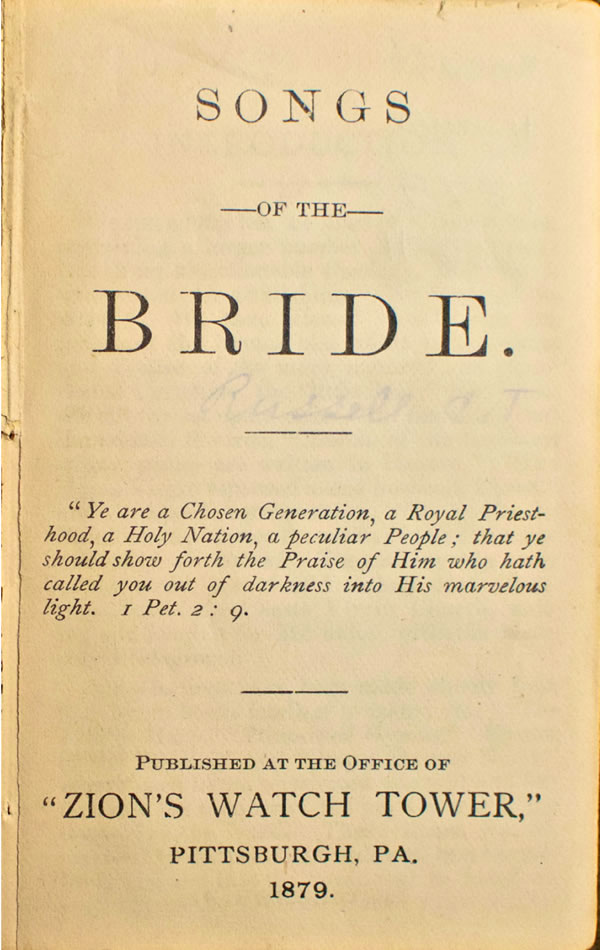 SONGS
—OF THE—
BRIDE.
Russell C. T
"Ye are a Chosen Generation, a Royal Priest-
hood, a Holy Nation, a peculiar People; that ye
should show forth the Praise of Him who hath
called you out of darkness into His marvelous
light. 1 Pet. 2 : 9.
PUBLISHED AT THE OFFICE OF
"ZION'S WATCH TOWER,"
PITTSBURGH, PA.
1879.